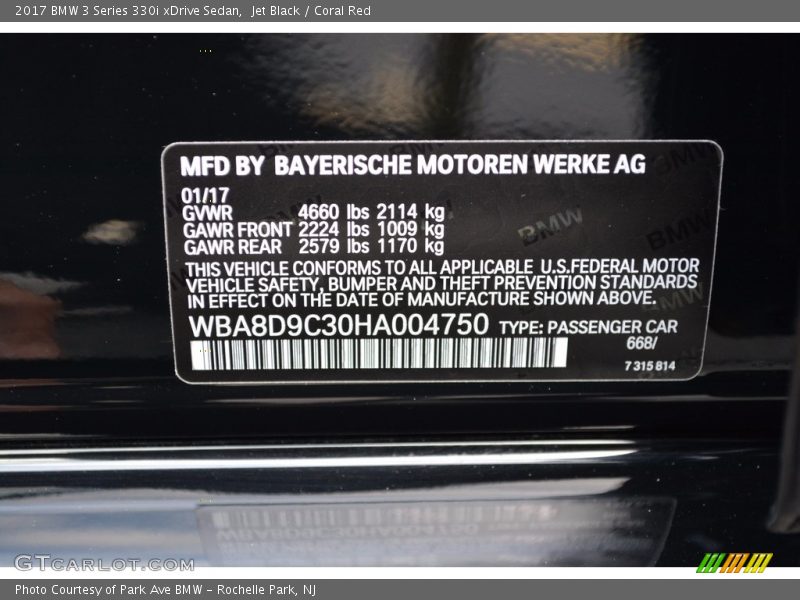 2017 BMW 3 Series 330i xDrive Sedan, Jet Black / Coral Red
MFD BY BAYERISCHE MOTOREN WERKE AG
01/17
GVWR 4660 lbs 2114 kg
GAWR FRONT 2224 lbs 1009 kg
GAWR REAR 2579 lbs 1170 kg
THIS VEHICLE CONFORMS TO ALL APPLICABLE U.S.FEDERAL MOTOR
VEHICLE SAFETY, BUMPER AND THEFT PREVENTION STANDARDS
IN EFFECT ON THE DATE OF MANUFACTURE SHOWN ABOVE.
WBA8D9C30HA004750 TYPE: PASSENGER CAR
668/
7 315 814
BMW
BMW
BMW
BMW
GTCARLOT.COM
Photo Courtesy of Park Ave BMW - Rochelle Park, NJ